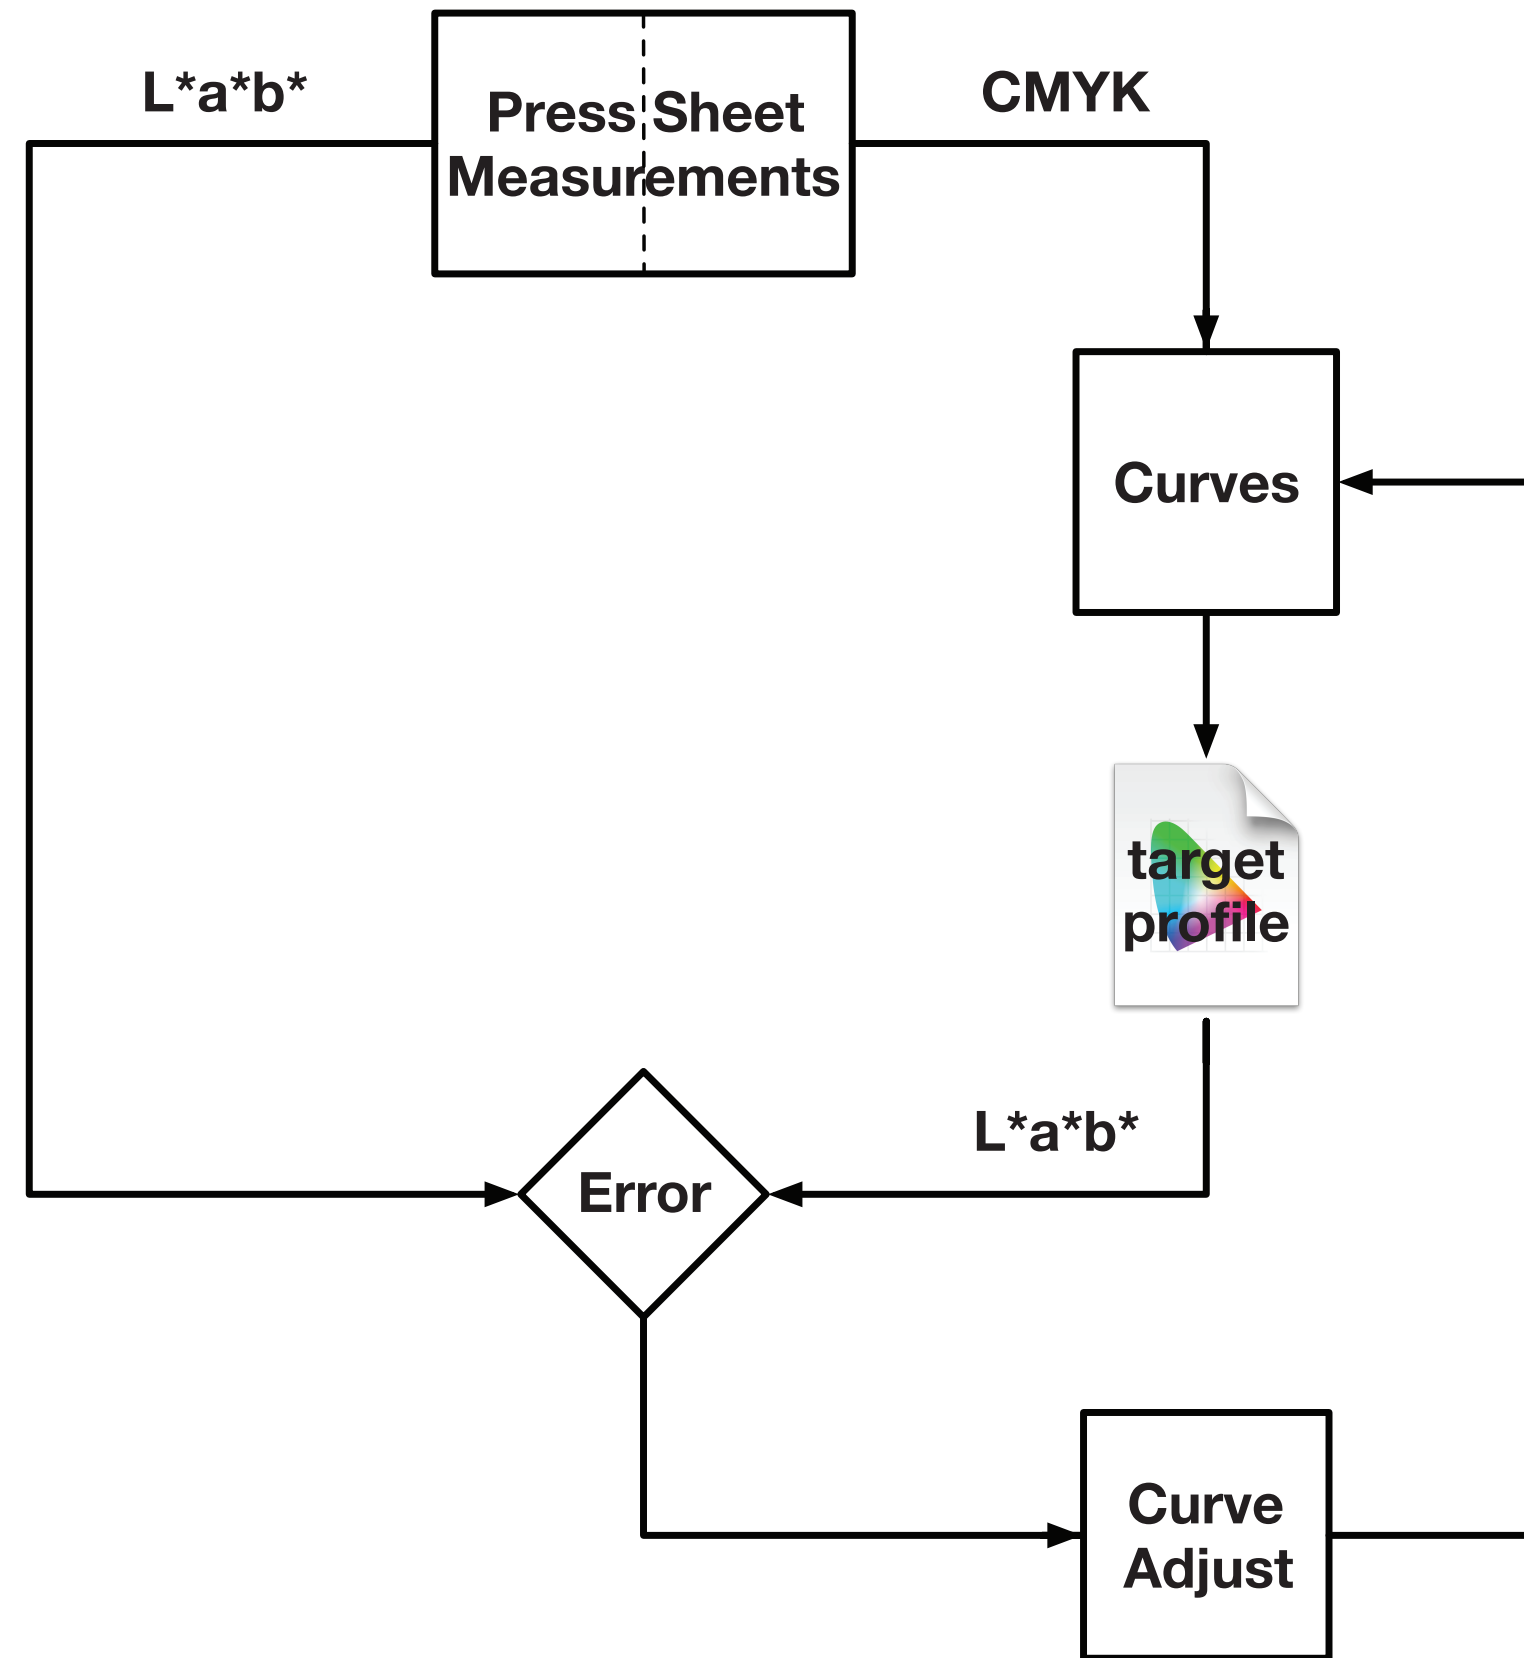 L*a*b*
Press Sheet
Measurements
CMYK
Curves
target
profile
L*a*b*
Error
Curve
Adjust